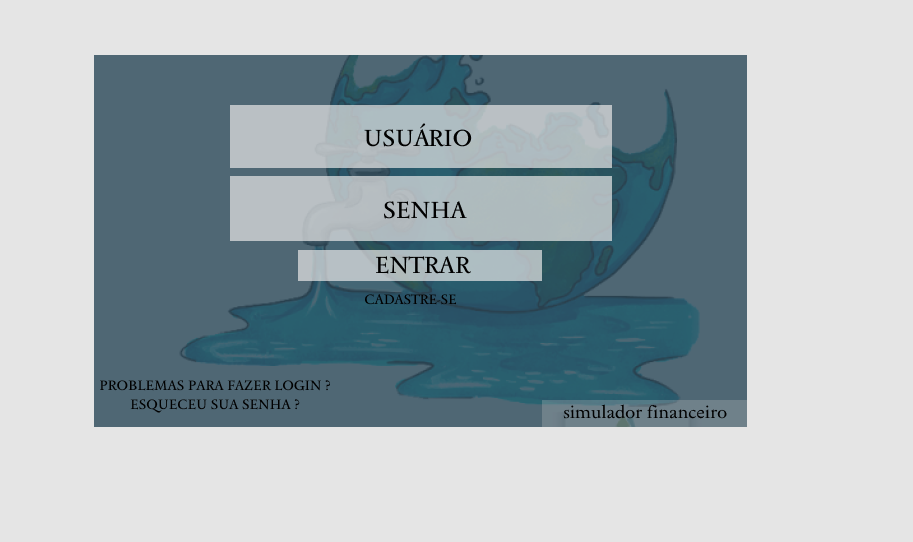 USUÁRIO
SENHA
ENTRAR
CADASTRE-SE
PROBLEMAS PARA FAZER LOGIN ?
ESQUECEU SUA SENHA ?
simulador financeiro